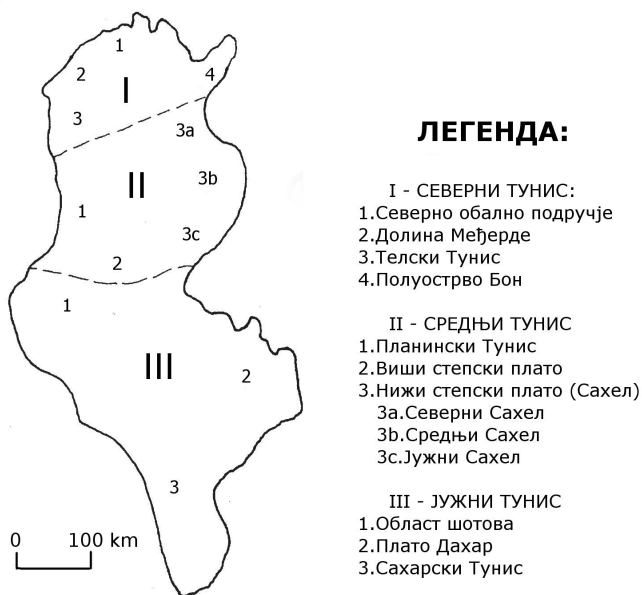 1
2
I
4
3
3a
II
3b
1
3c
2
1
III
2
3
0 100 km
ЛЕГЕНДА:
I - СЕВЕРНИ ТУНИС:
1.Северно обално подручје
2.Долина Међерде
3.Телски Тунис
4.Полуострво Бон
II - СРЕДЊИ ТУНИС
1.Планински Тунис
2.Виши степски плато
3.Нижи степски плато (Сахел)
3a.Северни Сахел
3b.Средњи Сахел
3c.Јужни Сахел
III - ЈУЖНИ ТУНИС
1.Област шотова
2.Плато Дахар
3.Сахарски Тунис